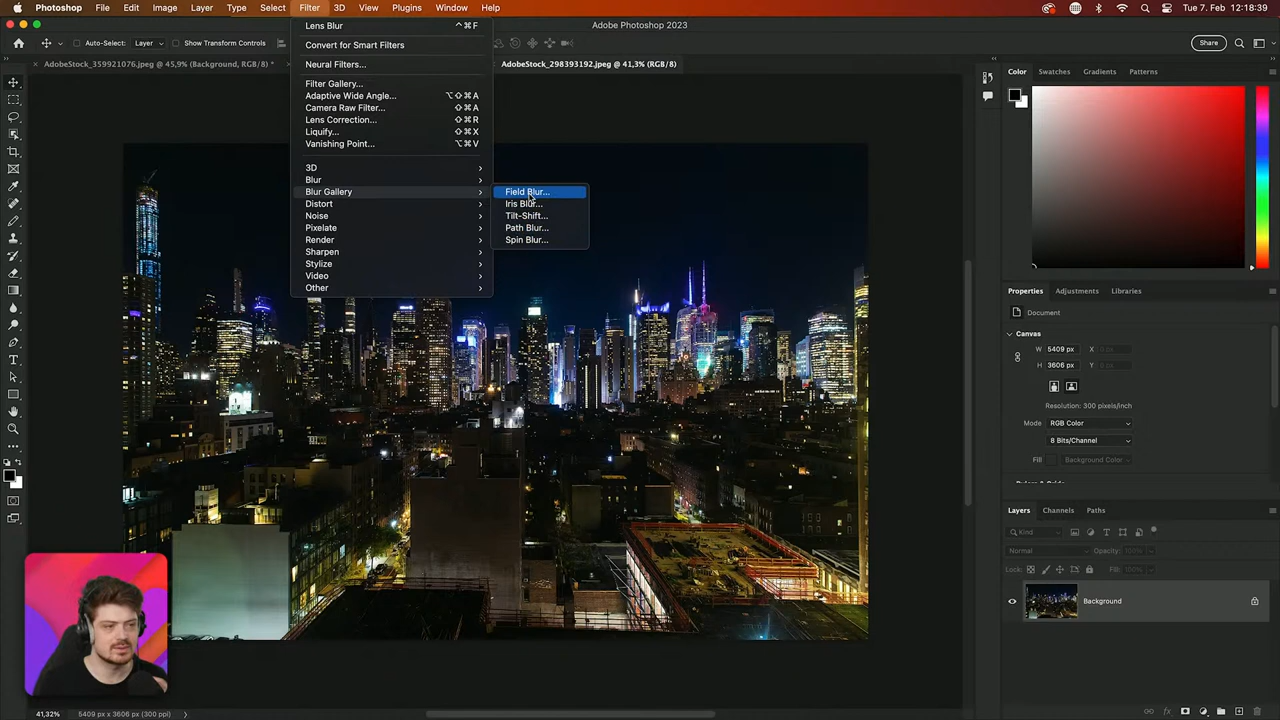 Photoshop File Edit Image Layer Type Select Filter 3D View Plugins Window Help Tue 7. Feb 12:18:39
Adobe Photoshop 2023
Auto-Select: Layer Show Transform Controls Share
AdobeStock_359921076.jpeg @ 45,9% (Background, RGB/8) *
AdobeStock_298393192.jpeg @ 41,3% (RGB/8)
Lens Blur ^⌘F
Convert for Smart Filters
Neural Filters...
Filter Gallery...
Adaptive Wide Angle... ⌥⇧⌘A
Camera Raw Filter... ⇧⌘A
Lens Correction... ⇧⌘R
Liquify... ⇧⌘X
Vanishing Point... ⌥⌘V
3D
Blur
Blur Gallery
Distort
Noise
Pixelate
Render
Sharpen
Stylize
Video
Other
Field Blur...
Iris Blur...
Tilt-Shift...
Path Blur...
Spin Blur...
Color Swatches Gradients Patterns
Properties Adjustments Libraries
Document
Canvas
W 5409 px X 0 px
H 3606 px Y 0 px
Resolution: 300 pixels/inch
Mode RGB Color
8 Bits/Channel
Fill Background Color
Layers Channels Paths
Kind
Normal Opacity: 100%
Lock: Fill: 100%
Background
41,32% 5409 px x 3606 px (300 ppi)